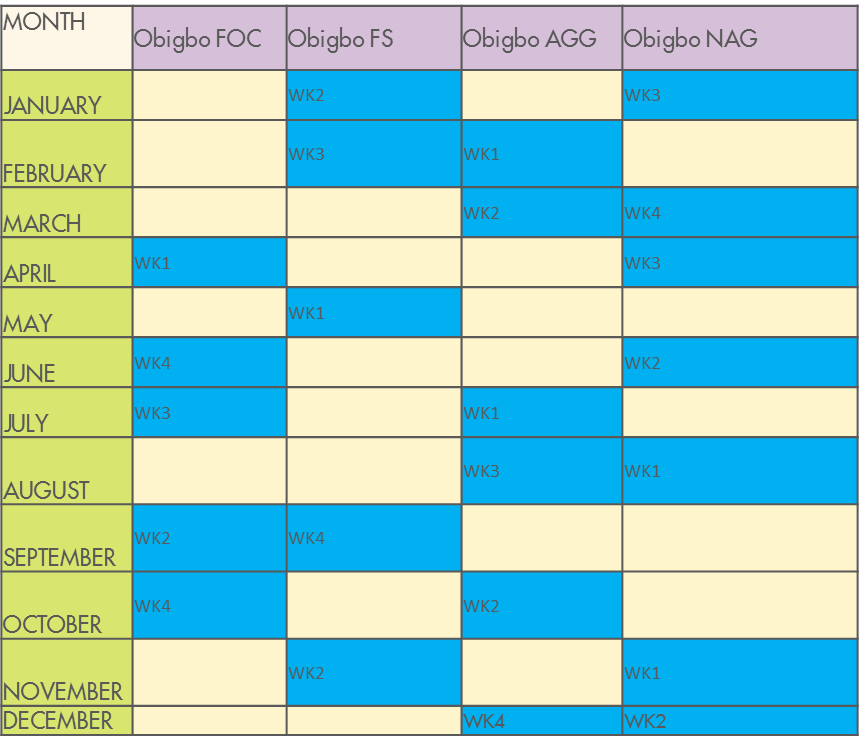 MONTH Obigbo FOC Obigbo FS Obigbo AGG Obigbo NAG
JANUARY WK2 WK3
FEBRUARY WK3 WK1
MARCH WK2 WK4
APRIL WK1 WK3
MAY WK1
JUNE WK4 WK2
JULY WK3 WK1
AUGUST WK3 WK1
SEPTEMBER WK2 WK4
OCTOBER WK4 WK2
NOVEMBER WK2 WK1
DECEMBER WK4 WK2